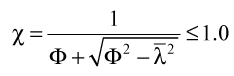 χ = 1 / (Φ + √(Φ² − λ̄²)) ≤ 1.0